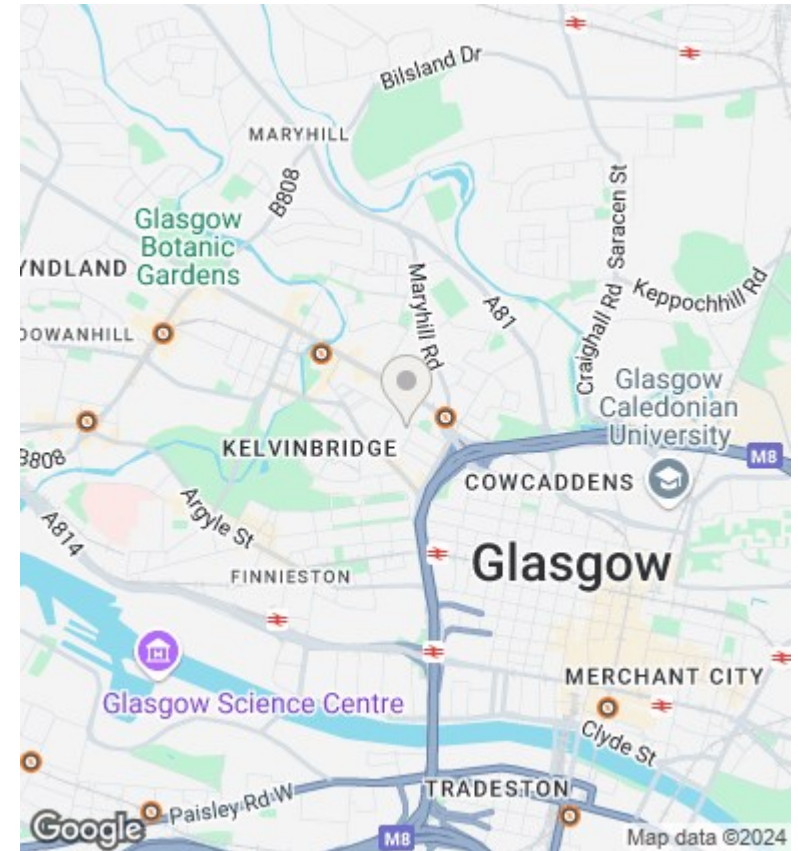 Bilsland Dr
MARYHILL
B808
Saracen St
Glasgow
Botanic
Gardens
YNDLAND
Keppochhill Rd
Maryhill Rd
A81
Craighall Rd
DOWANHILL
Glasgow
Caledonian
University
KELVINBRIDGE
M8
B808
COWCADDENS
Argyle St
A814
Glasgow
FINNIESTON
MERCHANT CITY
Glasgow Science Centre
Clyde St
TRADESTON
Paisley Rd W
Google
M8
Map data ©2024